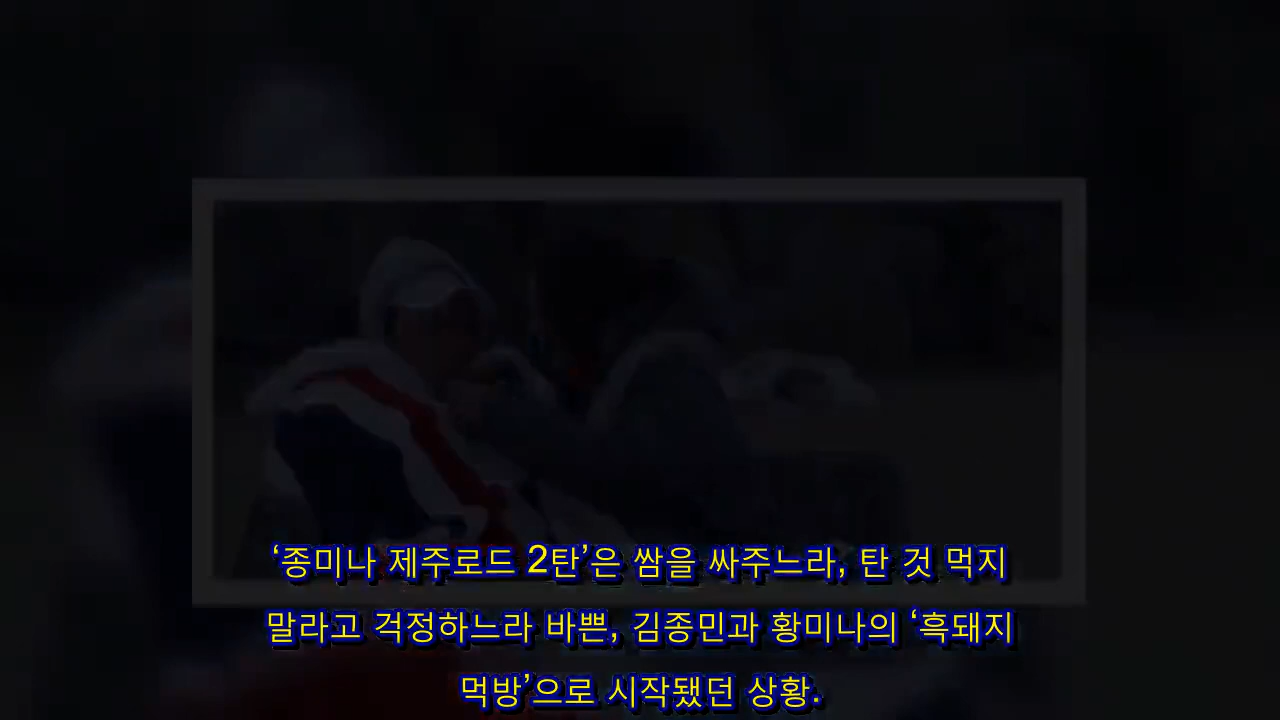 ‘종미나 제주로드 2탄’은 쌈을 싸주느라, 탄 것 먹지
말라고 걱정하느라 바쁜, 김종민과 황미나의 ‘흑돼지
먹방’으로 시작됐던 상황.